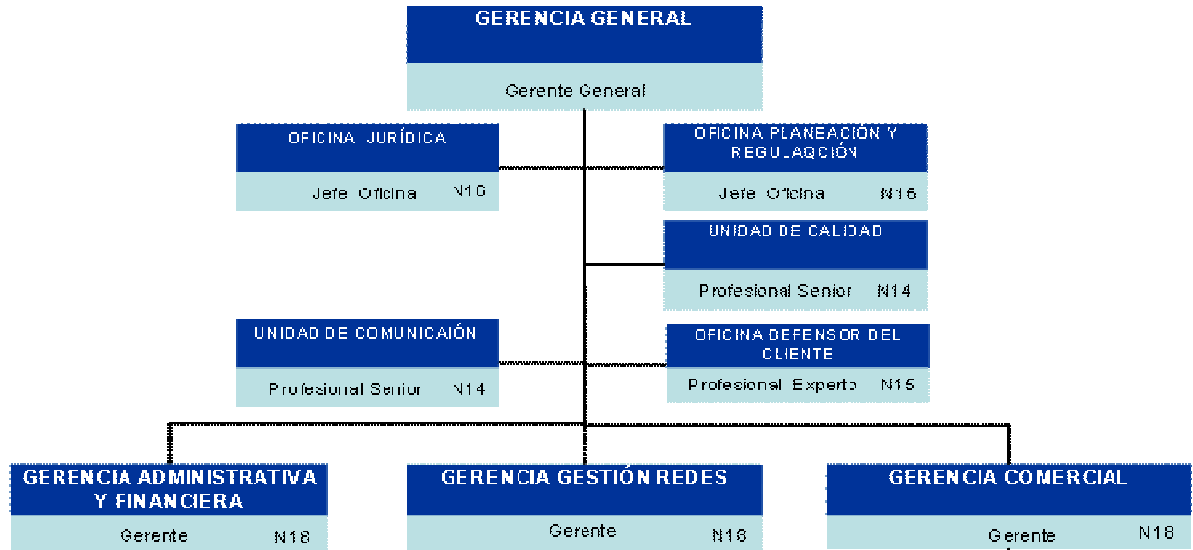 GERENCIA GENERAL
Gerente General
OFICINA JURÍDICA
Jefe Oficina N16
OFICINA PLANEACIÓN Y
REGULAQCIÓN
Jefe Oficina N16
UNIDAD DE CALIDAD
Profesional Senior N14
UNIDAD DE COMUNICAIÓN
Profesional Senior N14
OFICINA DEFENSOR DEL
CLIENTE
Profesional Experto N15
GERENCIA ADMINISTRATIVA
Y FINANCIERA
Gerente N18
GERENCIA GESTIÓN REDES
Gerente N18
GERENCIA COMERCIAL
Gerente N18